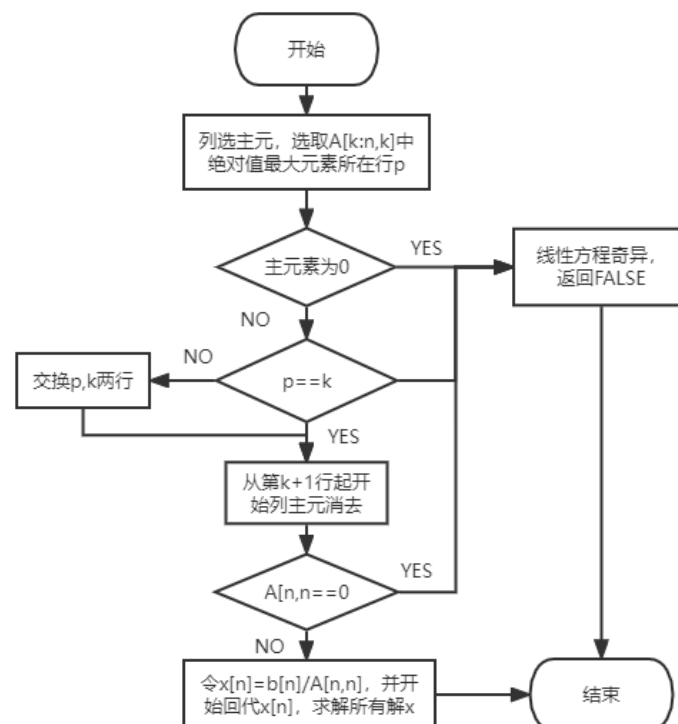 开始
列选主元，选取A[k:n,k]中
绝对值最大元素所在行p
主元素为0
YES
线性方程奇异，
返回FALSE
NO
交换p,k两行
NO
p==k
YES
从第k+1行起开
始列主元消去
A[n,n==0
YES
NO
令x[n]=b[n]/A[n,n]，并开
始回代x[n]，求解所有解x
结束